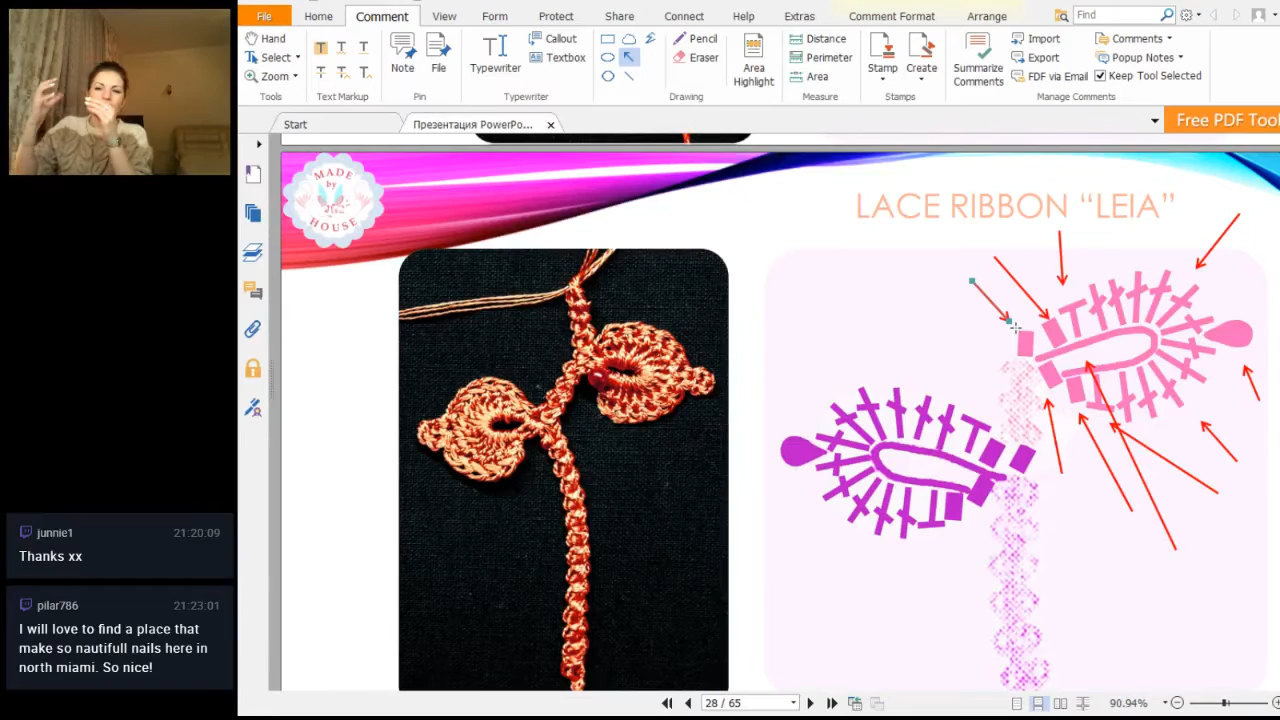 File Home Comment View Form Protect Share Connect Help Extras Comment Format Arrange Find
Hand
Select
Zoom
Tools
T T T
T T T
Text Markup
Note File
Pin
Typewriter
Callout
Textbox
Typewriter
Pencil
Eraser
Drawing
Area Highlight
Distance
Perimeter
Area
Measure
Stamp Create
Stamps
Summarize Comments
Import
Export
FDF via Email
Comments
Popup Notes
Keep Tool Selected
Manage Comments
Start Презентация PowerPo... Free PDF Tool
MADE
by
HOUSE
LACE RIBBON “LEIA”
junnie1 21:20:09
Thanks xx
pilar786 21:23:01
I will love to find a place that
make so nautifull nails here in
north miami. So nice!
28 / 65
90.94%